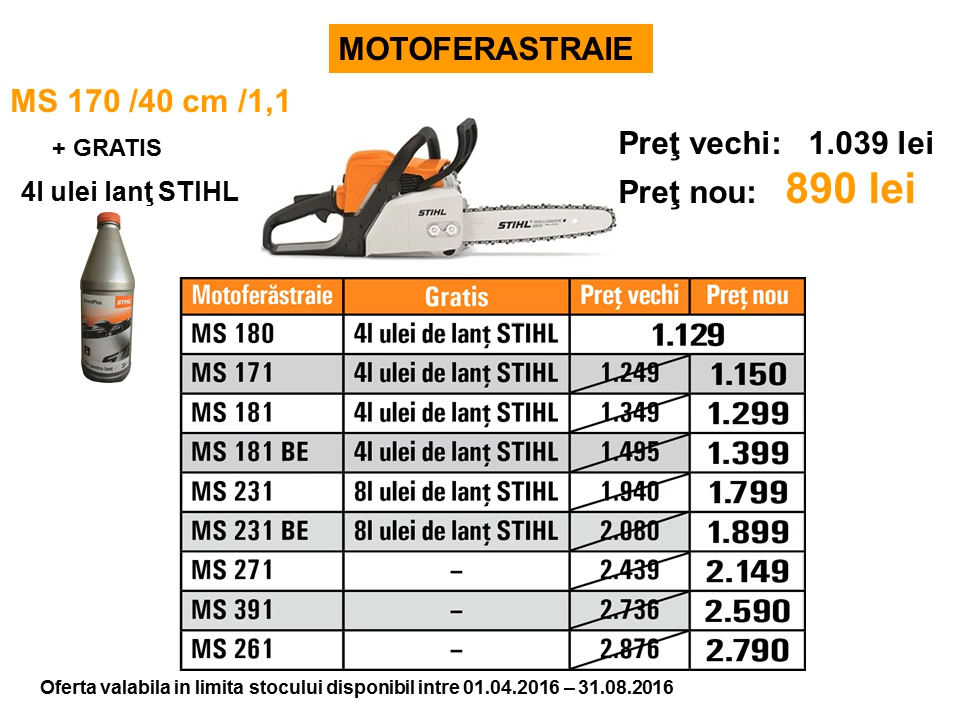 MOTOFERASTRAIE
MS 170 /40 cm /1,1
+ GRATIS
4l ulei lanţ STIHL
Preţ vechi: 1.039 lei
Preţ nou: 890 lei
STIHL
STIHL
STIHL
Motoferăstraie Gratis Preț vechi Preț nou
MS 180 4l ulei de lanț STIHL 1.129
MS 171 4l ulei de lanț STIHL 1.249 1.150
MS 181 4l ulei de lanț STIHL 1.349 1.299
MS 181 BE 4l ulei de lanț STIHL 1.495 1.399
MS 231 8l ulei de lanț STIHL 1.940 1.799
MS 231 BE 8l ulei de lanț STIHL 2.080 1.899
MS 271 – 2.439 2.149
MS 391 – 2.736 2.590
MS 261 – 2.876 2.790
Oferta valabila in limita stocului disponibil intre 01.04.2016 – 31.08.2016